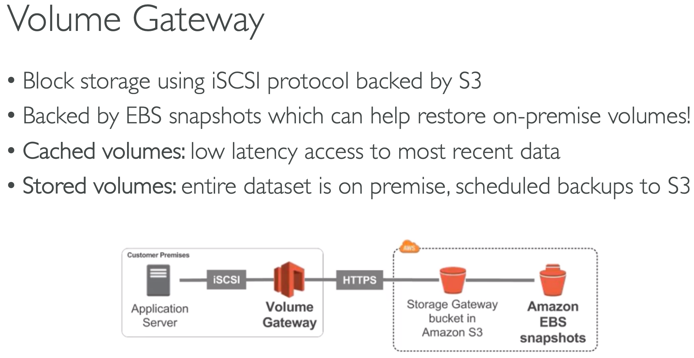 Volume Gateway
• Block storage using iSCSI protocol backed by S3
• Backed by EBS snapshots which can help restore on-premise volumes!
• Cached volumes: low latency access to most recent data
• Stored volumes: entire dataset is on premise, scheduled backups to S3
Customer Premises
AWS
iSCSI
HTTPS
Application
Server
Volume
Gateway
Storage Gateway
bucket in
Amazon S3
Amazon
EBS
snapshots